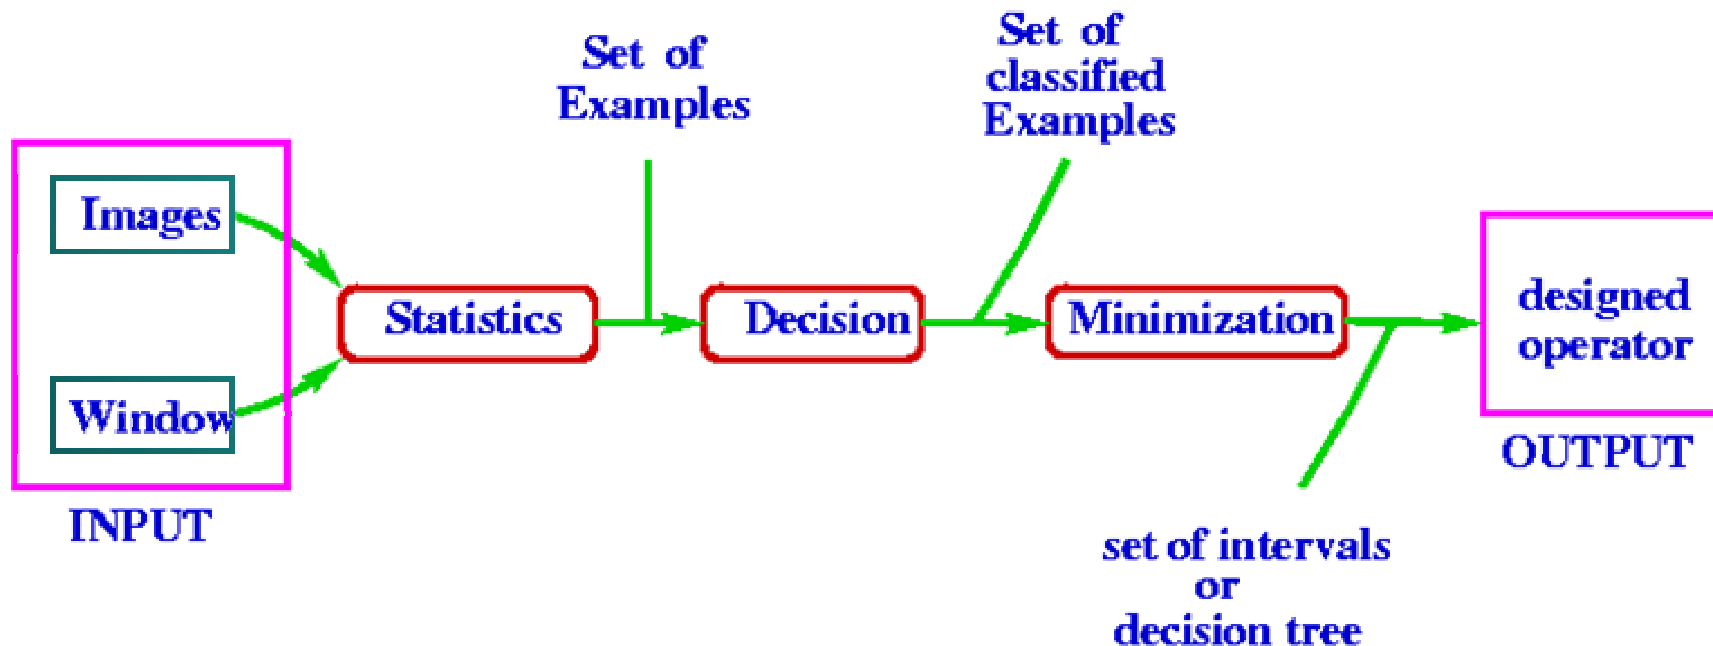 Set of
Examples
Set of
classified
Examples
Images
Window
INPUT
Statistics
Decision
Minimization
designed
operator
OUTPUT
set of intervals
or
decision tree